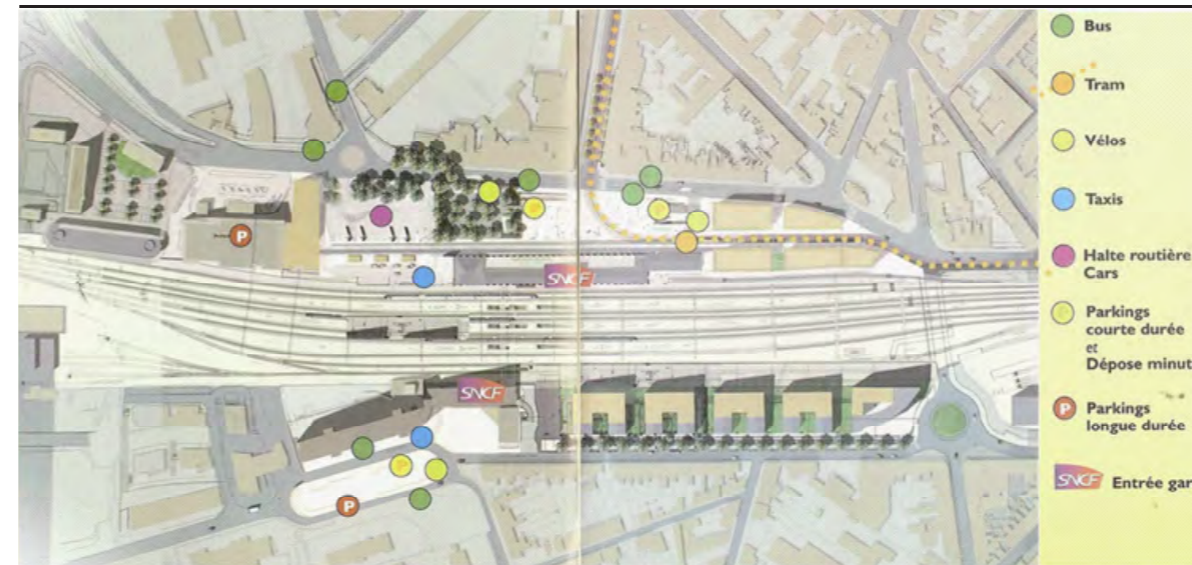 Bus
Tram
Vélos
Taxis
Halte routière
Cars
Parkings
courte durée
et
Dépose minut
P
Parkings
longue durée
SNCF
Entrée gar
P
SNCF
SNCF
P